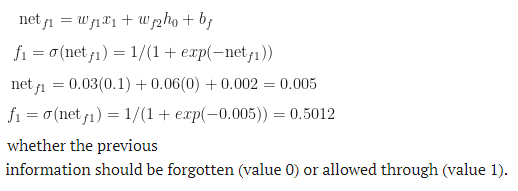 net_{f1} = w_{f1}x_1 + w_{f2}h_0 + b_f
f_1 = σ(net_{f1}) = 1/(1 + exp(−net_{f1}))
net_{f1} = 0.03(0.1) + 0.06(0) + 0.002 = 0.005
f_1 = σ(net_{f1}) = 1/(1 + exp(−0.005)) = 0.5012
whether the previous
information should be forgotten (value 0) or allowed through (value 1).